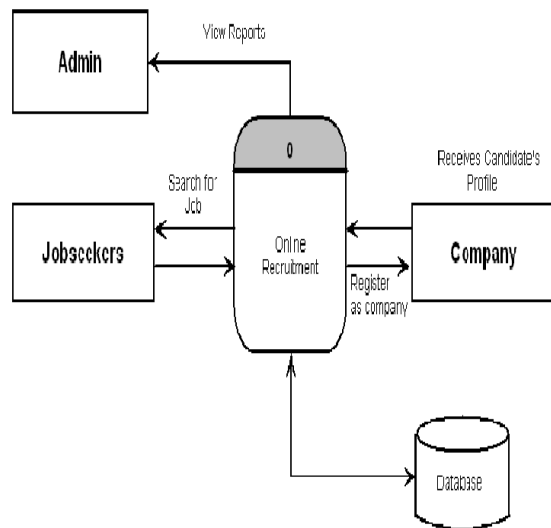 View Reports
Admin
0
Receives Candidate's
Profile
Search for
Job
Jobseekers
Online
Recruitment
Company
Register
as company
Database